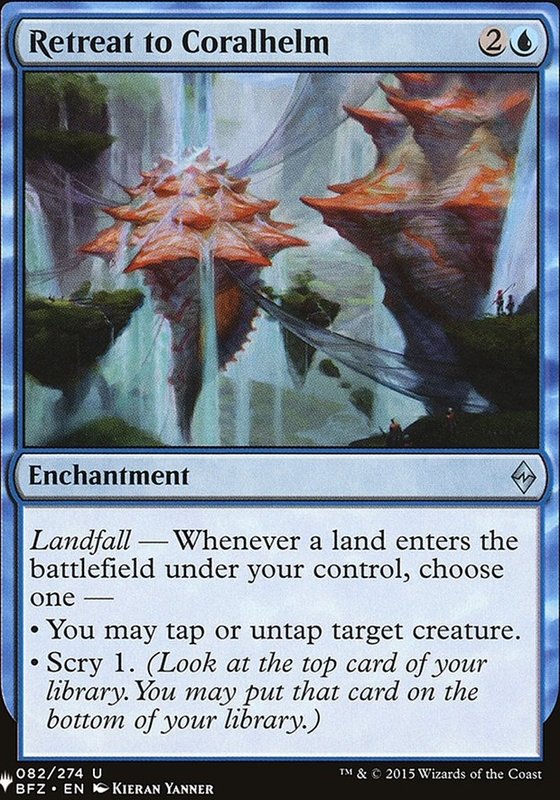 Retreat to Coralhelm 2
Enchantment
Landfall — Whenever a land enters the
battlefield under your control, choose
one —
• You may tap or untap target creature.
• Scry 1. (Look at the top card of your
library. You may put that card on the
bottom of your library.)
082/274 U
BFZ • EN KIERAN YANNER
™ & © 2015 Wizards of the Coast